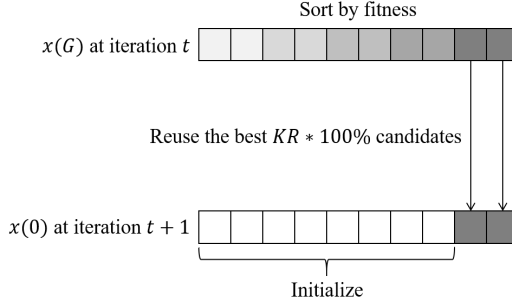 Sort by fitness
x(G) at iteration t
Reuse the best KR ∗ 100% candidates
x(0) at iteration t + 1
Initialize